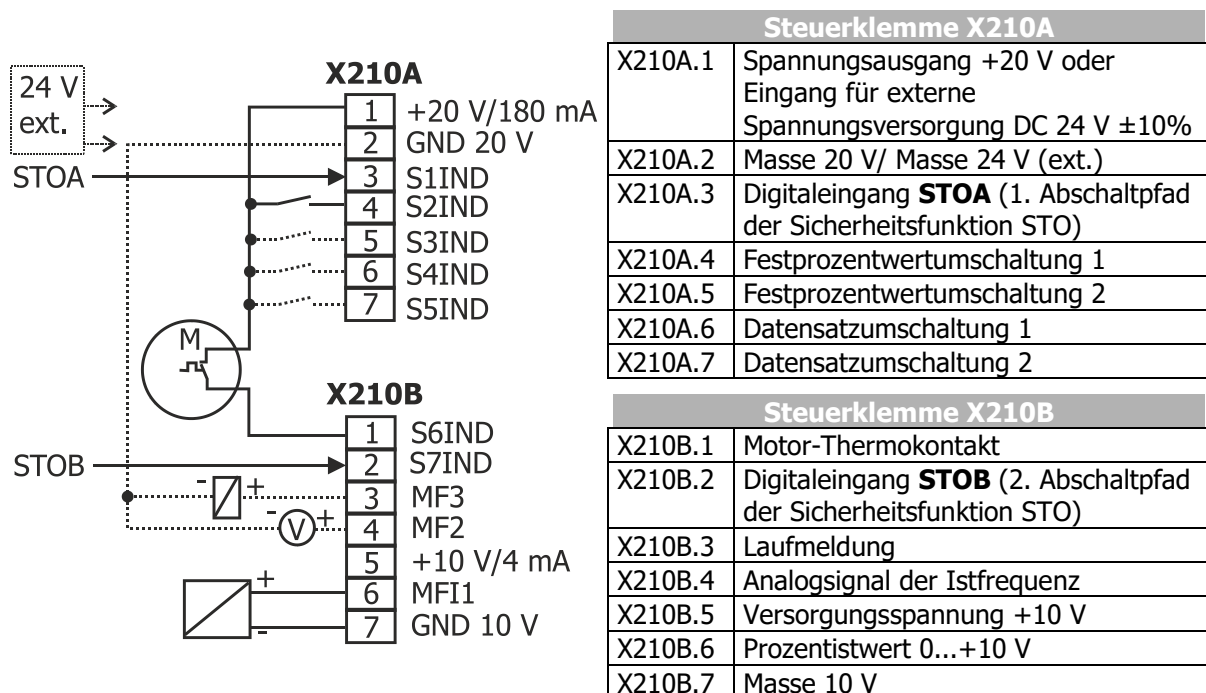 24 V
ext.
STOA
X210A
1 +20 V/180 mA
2 GND 20 V
3 S1IND
4 S2IND
5 S3IND
6 S4IND
7 S5IND
M
X210B
1 S6IND
STOB
2 S7IND
- + 3 MF3
- V + 4 MF2
5 +10 V/4 mA
+ 6 MFI1
- 7 GND 10 V
Steuerklemme X210A
X210A.1 Spannungsausgang +20 V oder
Eingang für externe
Spannungsversorgung DC 24 V ±10%
X210A.2 Masse 20 V/ Masse 24 V (ext.)
X210A.3 Digitaleingang STOA (1. Abschaltpfad
der Sicherheitsfunktion STO)
X210A.4 Festprozentwertumschaltung 1
X210A.5 Festprozentwertumschaltung 2
X210A.6 Datensatzumschaltung 1
X210A.7 Datensatzumschaltung 2
Steuerklemme X210B
X210B.1 Motor-Thermokontakt
X210B.2 Digitaleingang STOB (2. Abschaltpfad
der Sicherheitsfunktion STO)
X210B.3 Laufmeldung
X210B.4 Analogsignal der Istfrequenz
X210B.5 Versorgungsspannung +10 V
X210B.6 Prozentistwert 0...+10 V
X210B.7 Masse 10 V